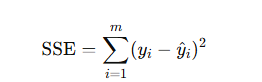 SSE = \sum_{i=1}^{m} (y_i - \hat{y}_i)^2